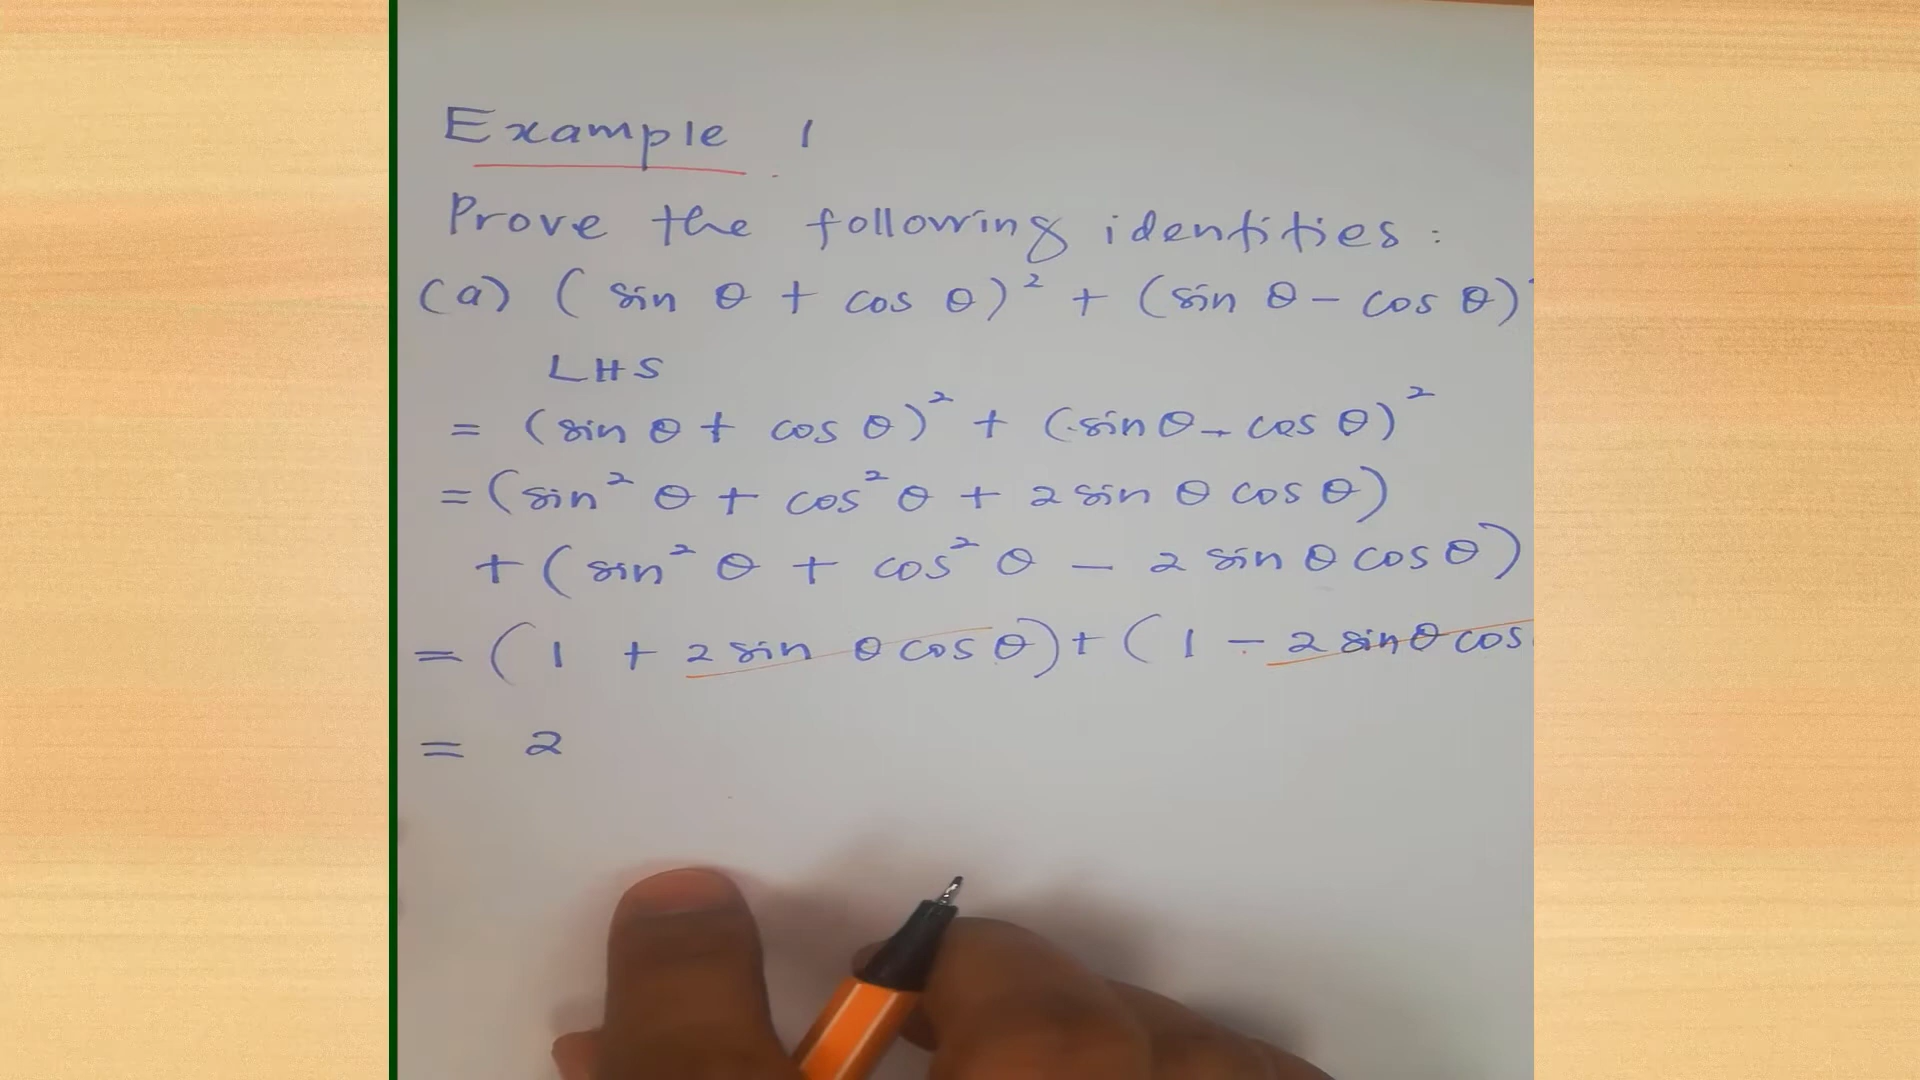 Example 1
Prove the following identities :
(a) ( sin θ + cos θ )² + ( sin θ − cos θ )
LHS
= ( sin θ + cos θ )² + ( sin θ − cos θ )²
= ( sin² θ + cos² θ + 2 sin θ cos θ )
+ ( sin² θ + cos² θ − 2 sin θ cos θ )
= ( 1 + 2 sin θ cos θ ) + ( 1 − 2 sin θ cos
= 2